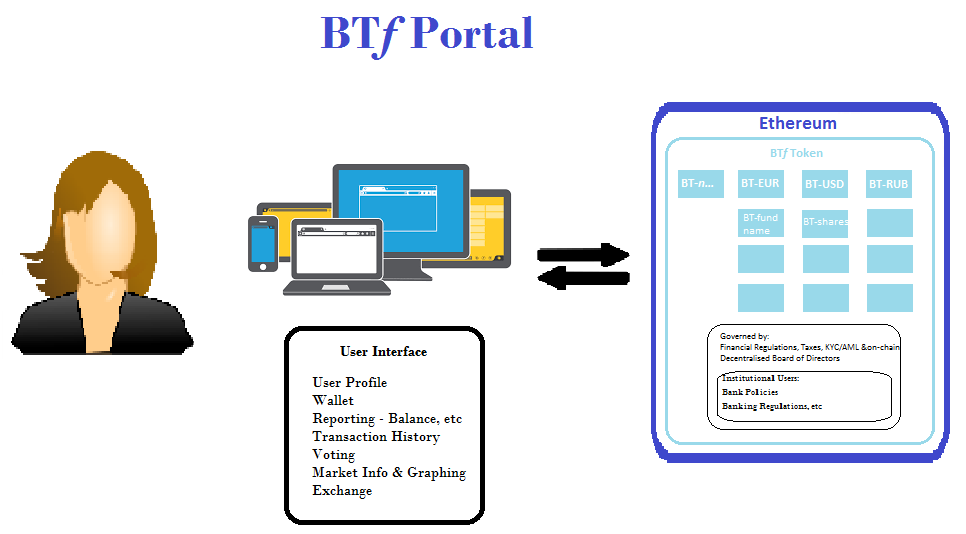 BTf Portal
Ethereum
BTf Token
BT-n...
BT-EUR
BT-USD
BT-RUB
BT-fund
name
BT-shares
User Interface
User Profile
Wallet
Reporting - Balance, etc
Transaction History
Voting
Market Info & Graphing
Exchange
Governed by:
Financial Regulations, Taxes, KYC/AML &on-chain
Decentralised Board of Directors
Institutional Users:
Bank Policies
Banking Regulations, etc